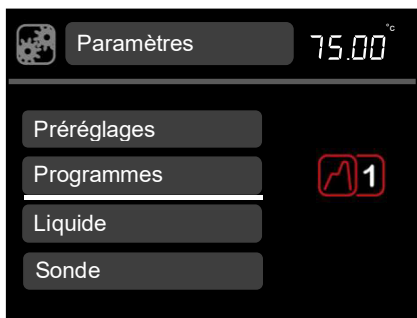 Paramètres 75.00 °c
Préréglages
Programmes 1
Liquide
Sonde